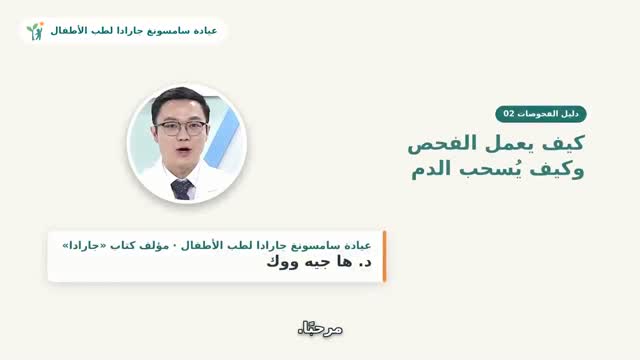 عيادة سامسونغ جارادا لطب الأطفال
دليل الفحوصات 02
كيف يعمل الفحص
وكيف يُسحب الدم
عيادة سامسونغ جارادا لطب الأطفال · مؤلف كتاب «جارادا»
د. ها جيه ووك
مرحبًا.